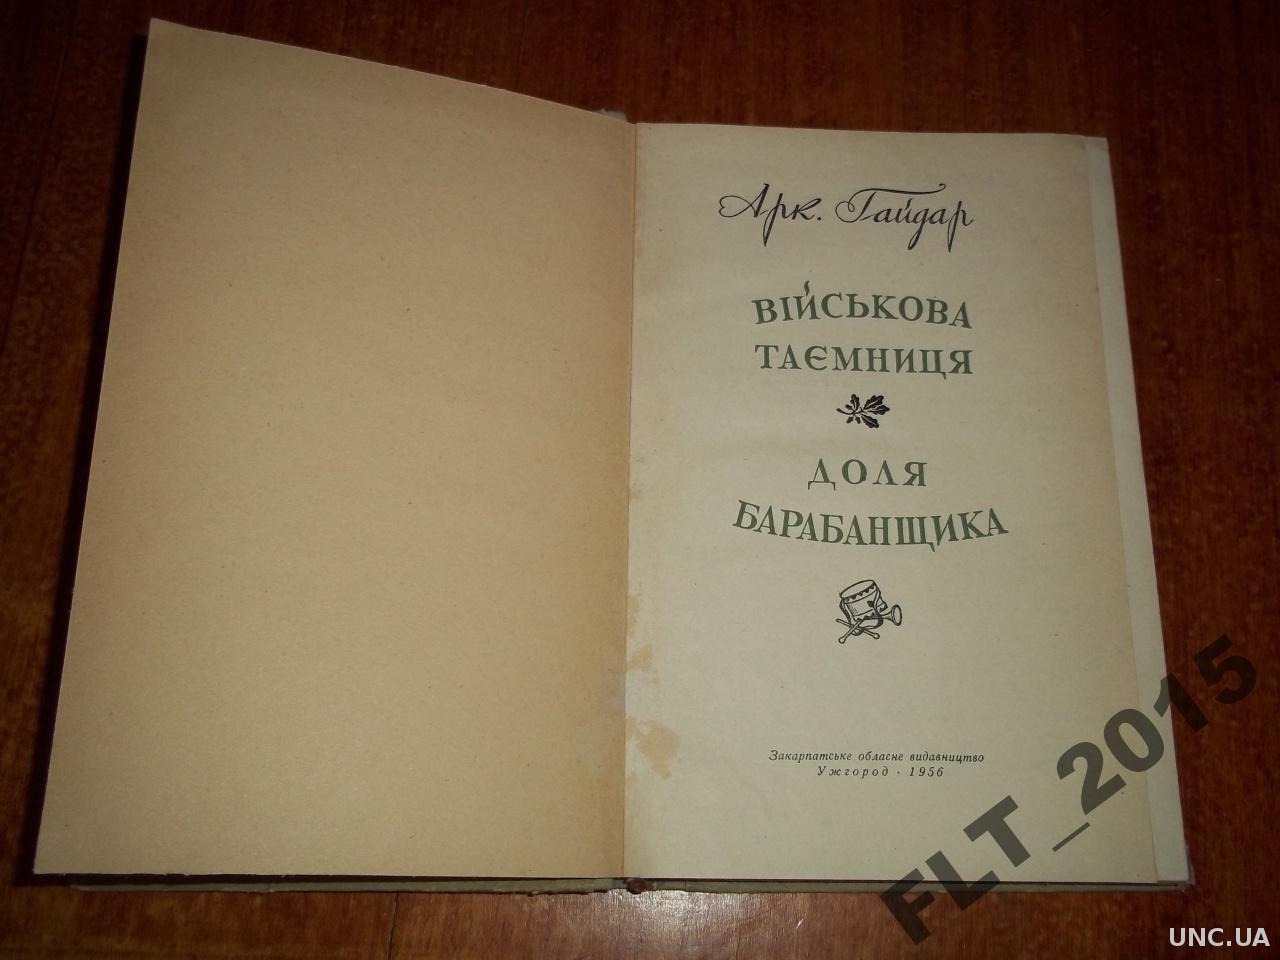 Арк. Гайдар
ВІЙСЬКОВА
ТАЄМНИЦЯ
ДОЛЯ
БАРАБАНЩИКА
Закарпатське обласне видавництво
Ужгород · 1956
FLT_2015
UNC.UA